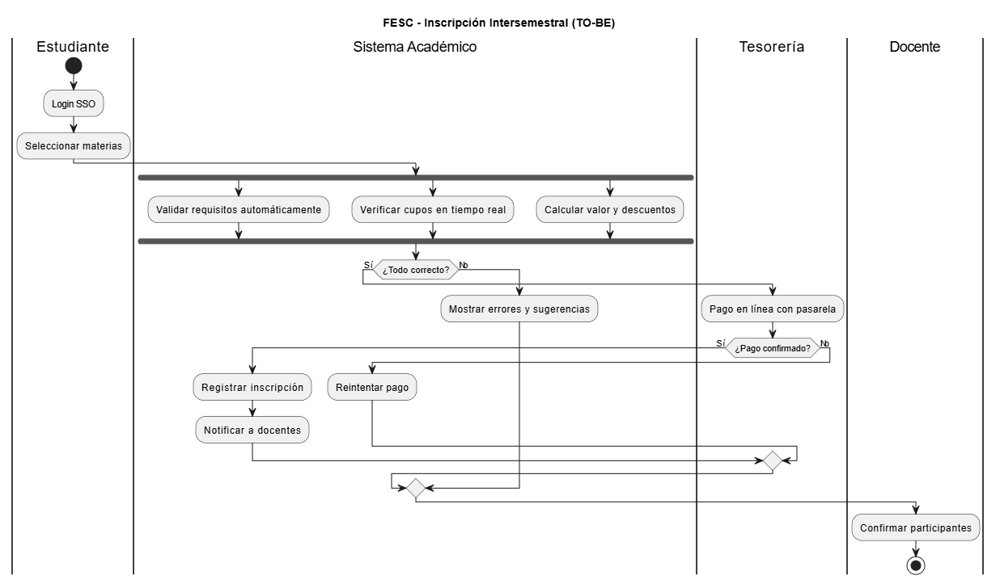 FESC - Inscripción Intersemestral (TO-BE)
Estudiante
Sistema Académico
Tesorería
Docente
Login SSO
Seleccionar materias
Validar requisitos automáticamente
Verificar cupos en tiempo real
Calcular valor y descuentos
Sí
¿Todo correcto?
No
Mostrar errores y sugerencias
Pago en línea con pasarela
Sí
¿Pago confirmado?
No
Registrar inscripción
Reintentar pago
Notificar a docentes
Confirmar participantes